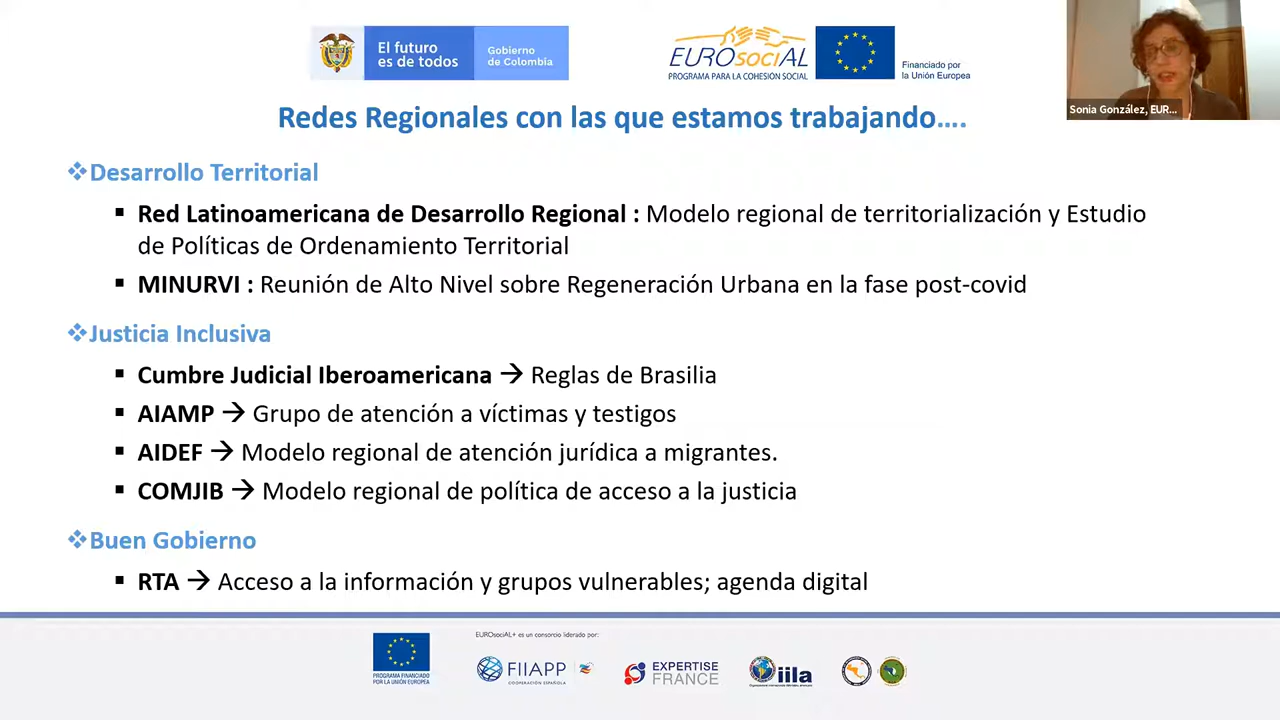 El futuro
es de todos
Gobierno
de Colombia
EUROsociAL
PROGRAMA PARA LA COHESIÓN SOCIAL
Financiado por
la Unión Europea
Sonia González, EUR...
Redes Regionales con las que estamos trabajando....
Desarrollo Territorial
Red Latinoamericana de Desarrollo Regional : Modelo regional de territorialización y Estudio
de Políticas de Ordenamiento Territorial
MINURVI : Reunión de Alto Nivel sobre Regeneración Urbana en la fase post-covid
Justicia Inclusiva
Cumbre Judicial Iberoamericana → Reglas de Brasilia
AIAMP → Grupo de atención a víctimas y testigos
AIDEF → Modelo regional de atención jurídica a migrantes.
COMJIB → Modelo regional de política de acceso a la justicia
Buen Gobierno
RTA → Acceso a la información y grupos vulnerables; agenda digital
EUROsociAL+ es un consorcio liderado por:
PROGRAMA FINANCIADO
POR LA UNIÓN EUROPEA
FIIAPP
COOPERACIÓN ESPAÑOLA
EXPERTISE
FRANCE
iila